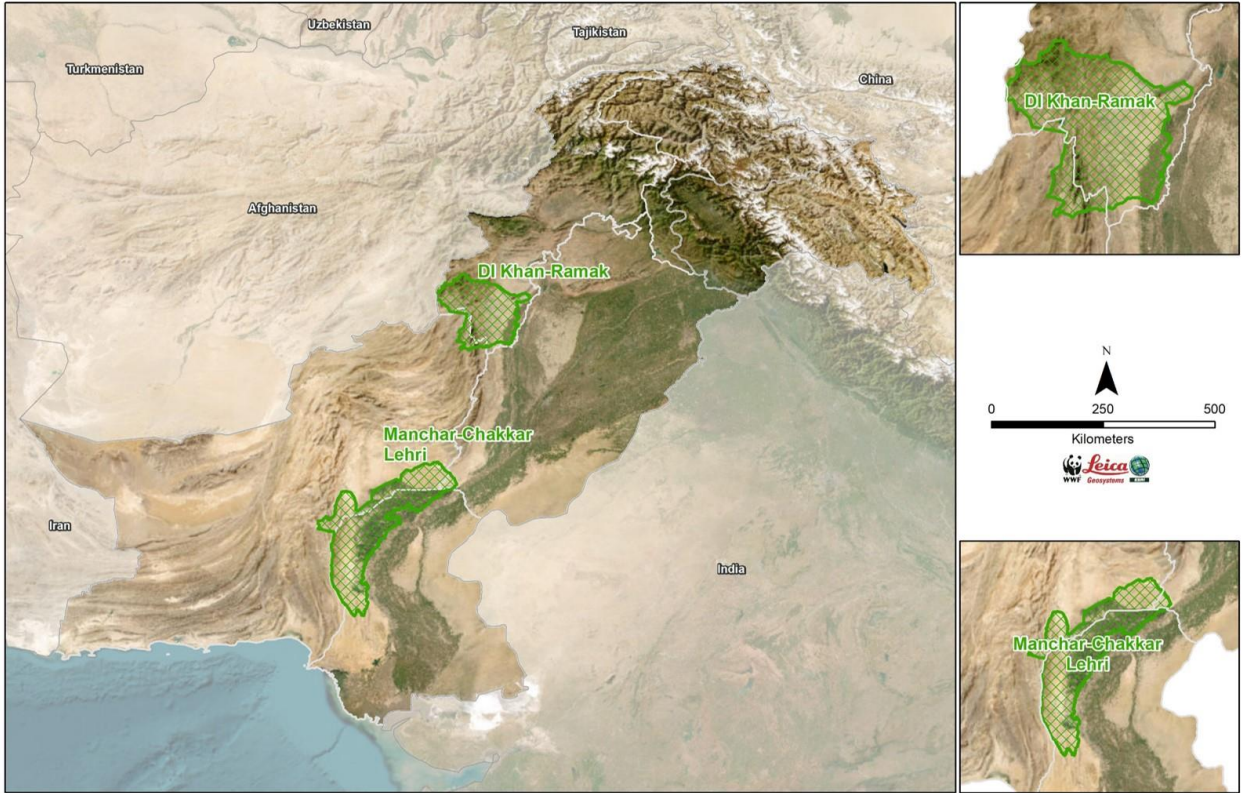 Uzbekistan
Tajikistan
Turkmenistan
China
Afghanistan
DI Khan-Ramak
Manchar-Chakkar
Lehri
Iran
India
DI Khan-Ramak
N
0 250 500
Kilometers
WWF
Leica
Geosystems
esri
Manchar-Chakkar
Lehri